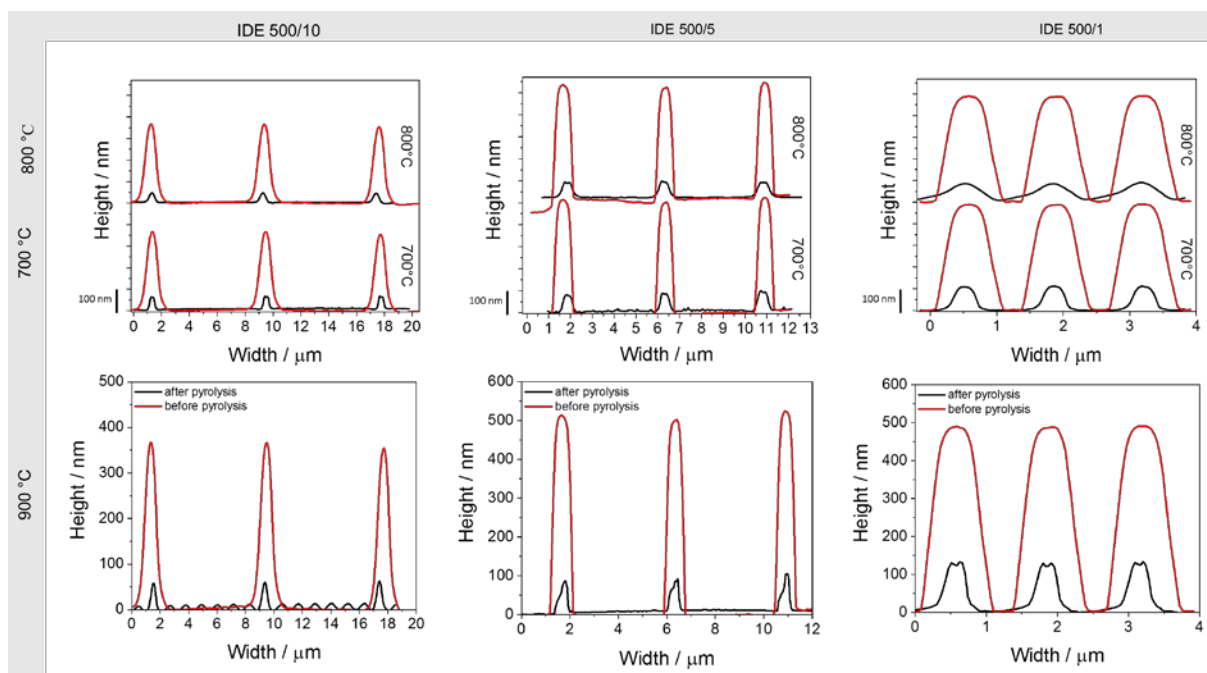 IDE 500/10 IDE 500/5 IDE 500/1
800 °C
700 °C
900 °C
Height / nm
800°C
700°C
100 nm
0 2 4 6 8 10 12 14 16 18 20
Width / μm
Height / nm
800°C
700°C
100 nm
0 1 2 3 4 5 6 7 8 9 10 11 12 13
Width / μm
Height / nm
800°C
700°C
100 nm
0 1 2 3 4
Width / μm
500
400
300
200
100
0
Height / nm
after pyrolysis
before pyrolysis
0 2 4 6 8 10 12 14 16 18 20
Width / μm
600
500
400
300
200
100
0
Height / nm
after pyrolysis
before pyrolysis
0 2 4 6 8 10 12
Width / μm
600
500
400
300
200
100
0
Height / nm
after pyrolysis
before pyrolysis
0 1 2 3 4
Width / μm